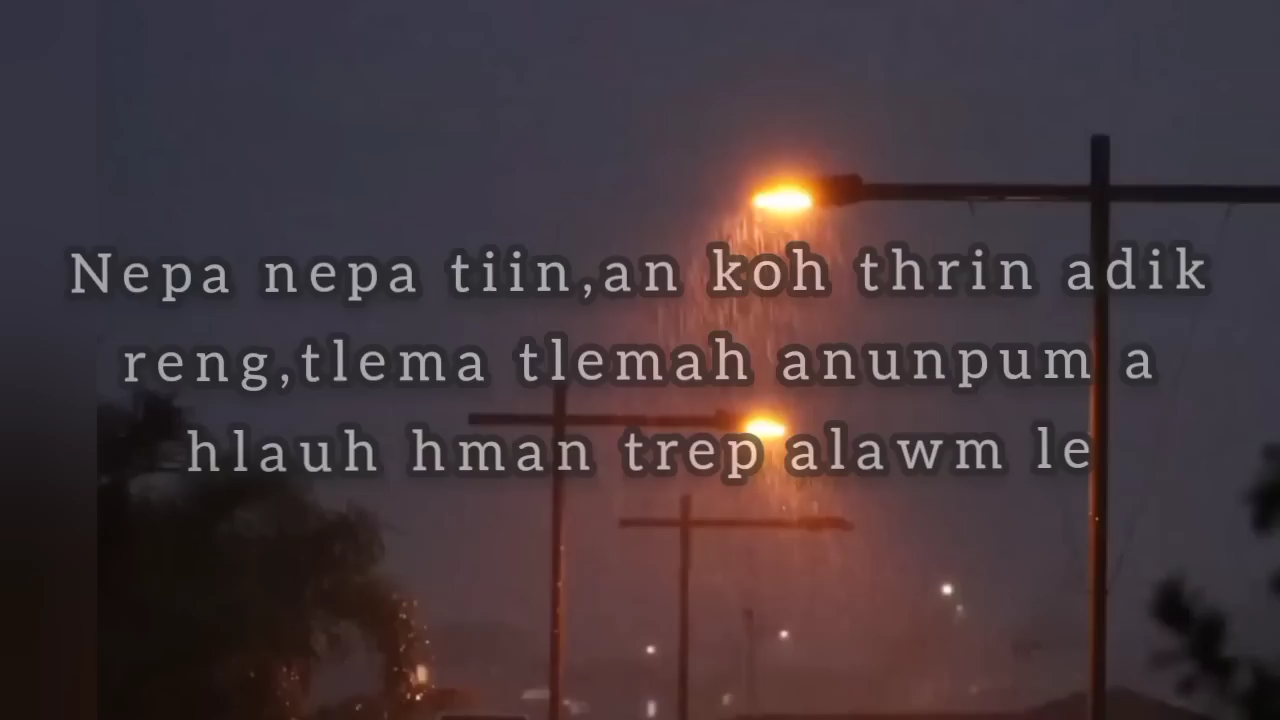 Nepa nepa tiin,an koh thrin adik
reng,tlema tlemah anunpum a
hlauh hman trep alawm le